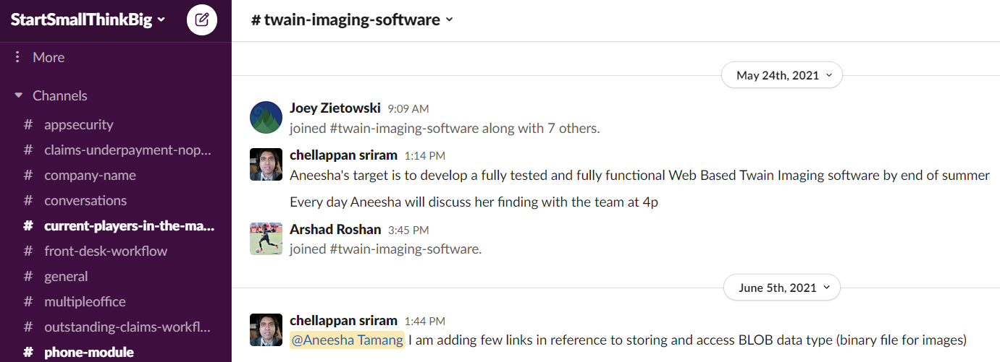 StartSmallThinkBig
More
Channels
# appsecurity
# claims-underpayment-nop...
# company-name
# conversations
# current-players-in-the-ma...
# front-desk-workflow
# general
# multipleoffice
# outstanding-claims-workfl...
# phone-module
# twain-imaging-software
May 24th, 2021
Joey Zietowski 9:09 AM
joined #twain-imaging-software along with 7 others.
chellappan sriram 1:14 PM
Aneesha's target is to develop a fully tested and fully functional Web Based Twain Imaging software by end of summer
Every day Aneesha will discuss her finding with the team at 4p
Arshad Roshan 3:45 PM
joined #twain-imaging-software.
June 5th, 2021
chellappan sriram 1:44 PM
@Aneesha Tamang I am adding few links in reference to storing and access BLOB data type (binary file for images)